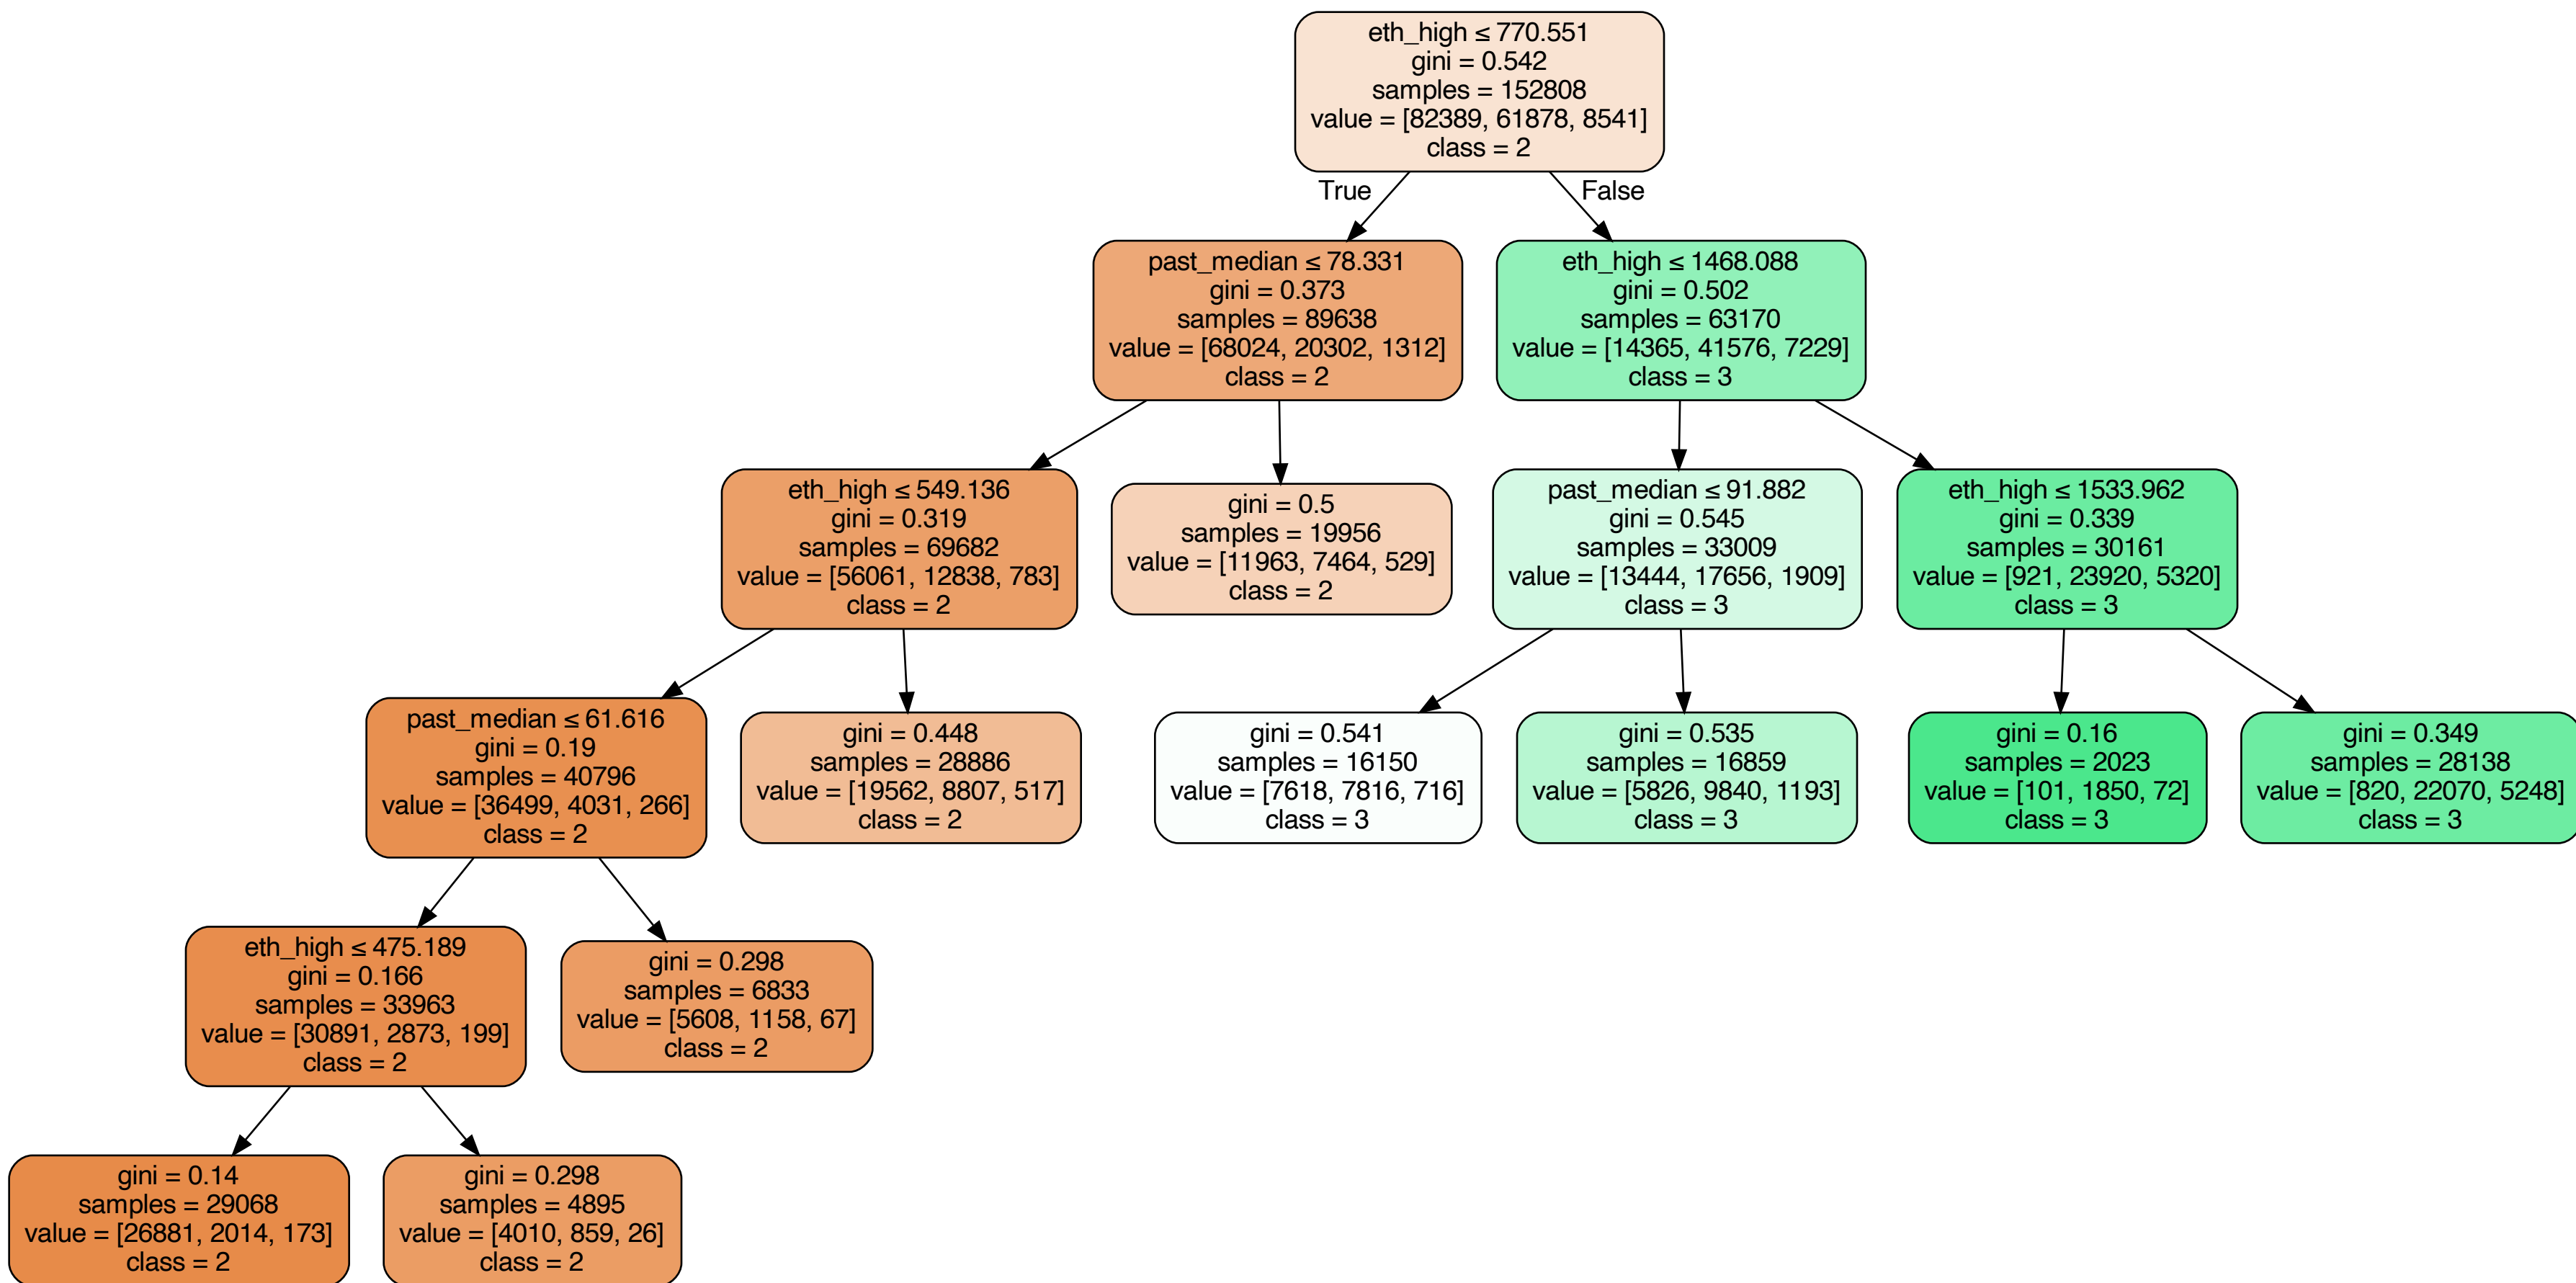 eth_high ≤ 770.551
gini = 0.542
samples = 152808
value = [82389, 61878, 8541]
class = 2
True
False
past_median ≤ 78.331
gini = 0.373
samples = 89638
value = [68024, 20302, 1312]
class = 2
eth_high ≤ 1468.088
gini = 0.502
samples = 63170
value = [14365, 41576, 7229]
class = 3
eth_high ≤ 549.136
gini = 0.319
samples = 69682
value = [56061, 12838, 783]
class = 2
gini = 0.5
samples = 19956
value = [11963, 7464, 529]
class = 2
past_median ≤ 91.882
gini = 0.545
samples = 33009
value = [13444, 17656, 1909]
class = 3
eth_high ≤ 1533.962
gini = 0.339
samples = 30161
value = [921, 23920, 5320]
class = 3
past_median ≤ 61.616
gini = 0.19
samples = 40796
value = [36499, 4031, 266]
class = 2
gini = 0.448
samples = 28886
value = [19562, 8807, 517]
class = 2
gini = 0.541
samples = 16150
value = [7618, 7816, 716]
class = 3
gini = 0.535
samples = 16859
value = [5826, 9840, 1193]
class = 3
gini = 0.16
samples = 2023
value = [101, 1850, 72]
class = 3
gini = 0.349
samples = 28138
value = [820, 22070, 5248]
class = 3
eth_high ≤ 475.189
gini = 0.166
samples = 33963
value = [30891, 2873, 199]
class = 2
gini = 0.298
samples = 6833
value = [5608, 1158, 67]
class = 2
gini = 0.14
samples = 29068
value = [26881, 2014, 173]
class = 2
gini = 0.298
samples = 4895
value = [4010, 859, 26]
class = 2